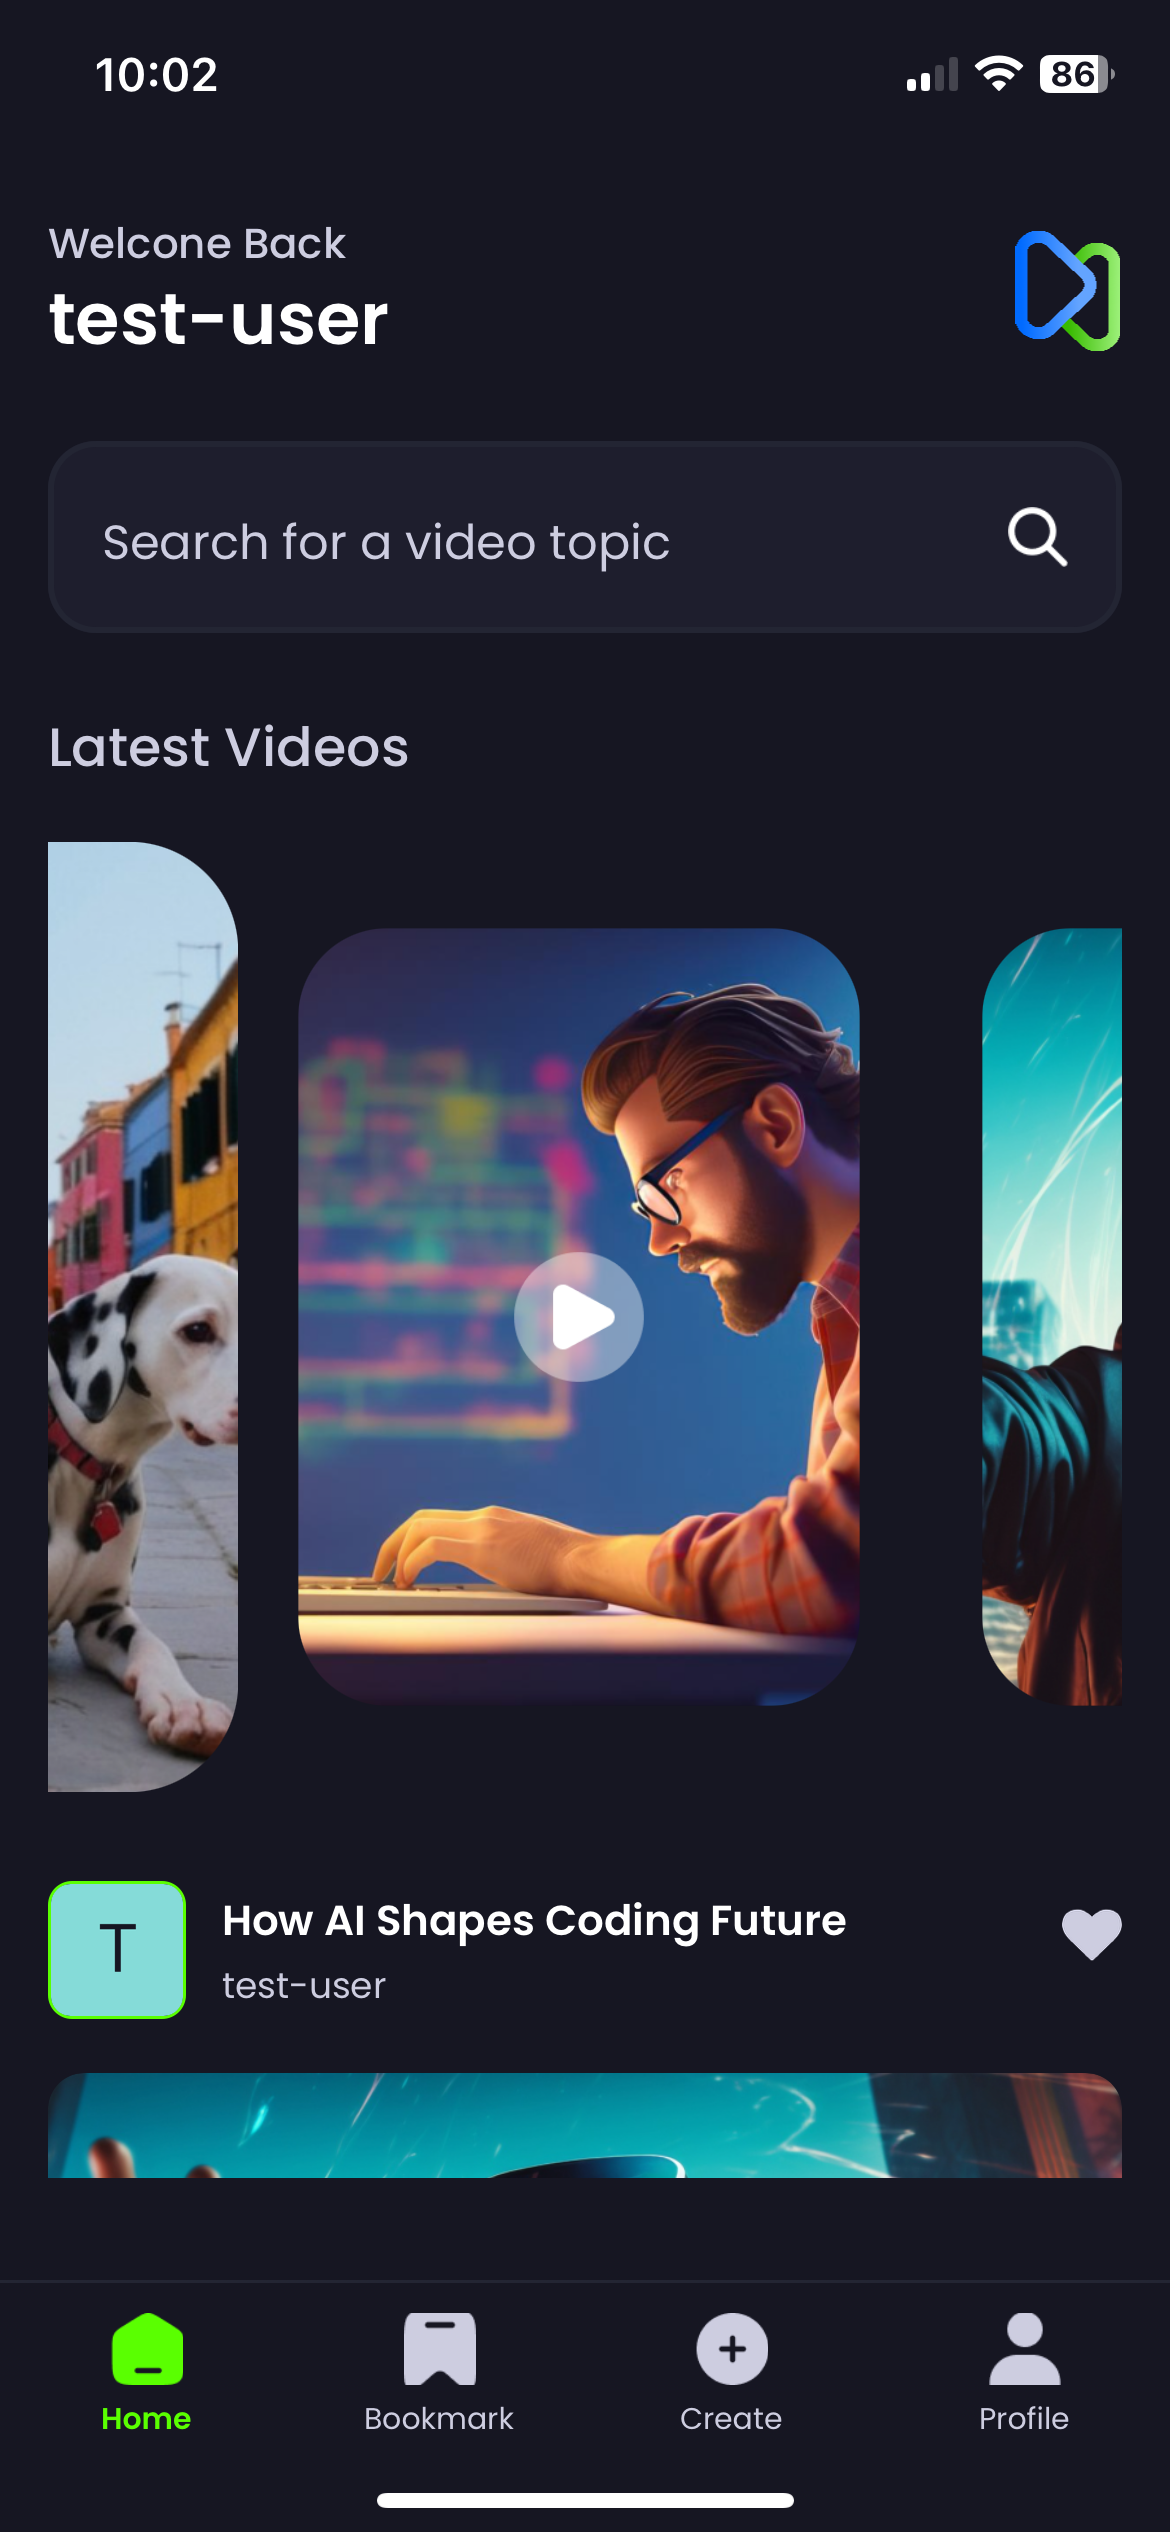 10:02
86
Welcone Back
test-user
Search for a video topic
Latest Videos
T
How AI Shapes Coding Future
test-user
Home
Bookmark
Create
Profile